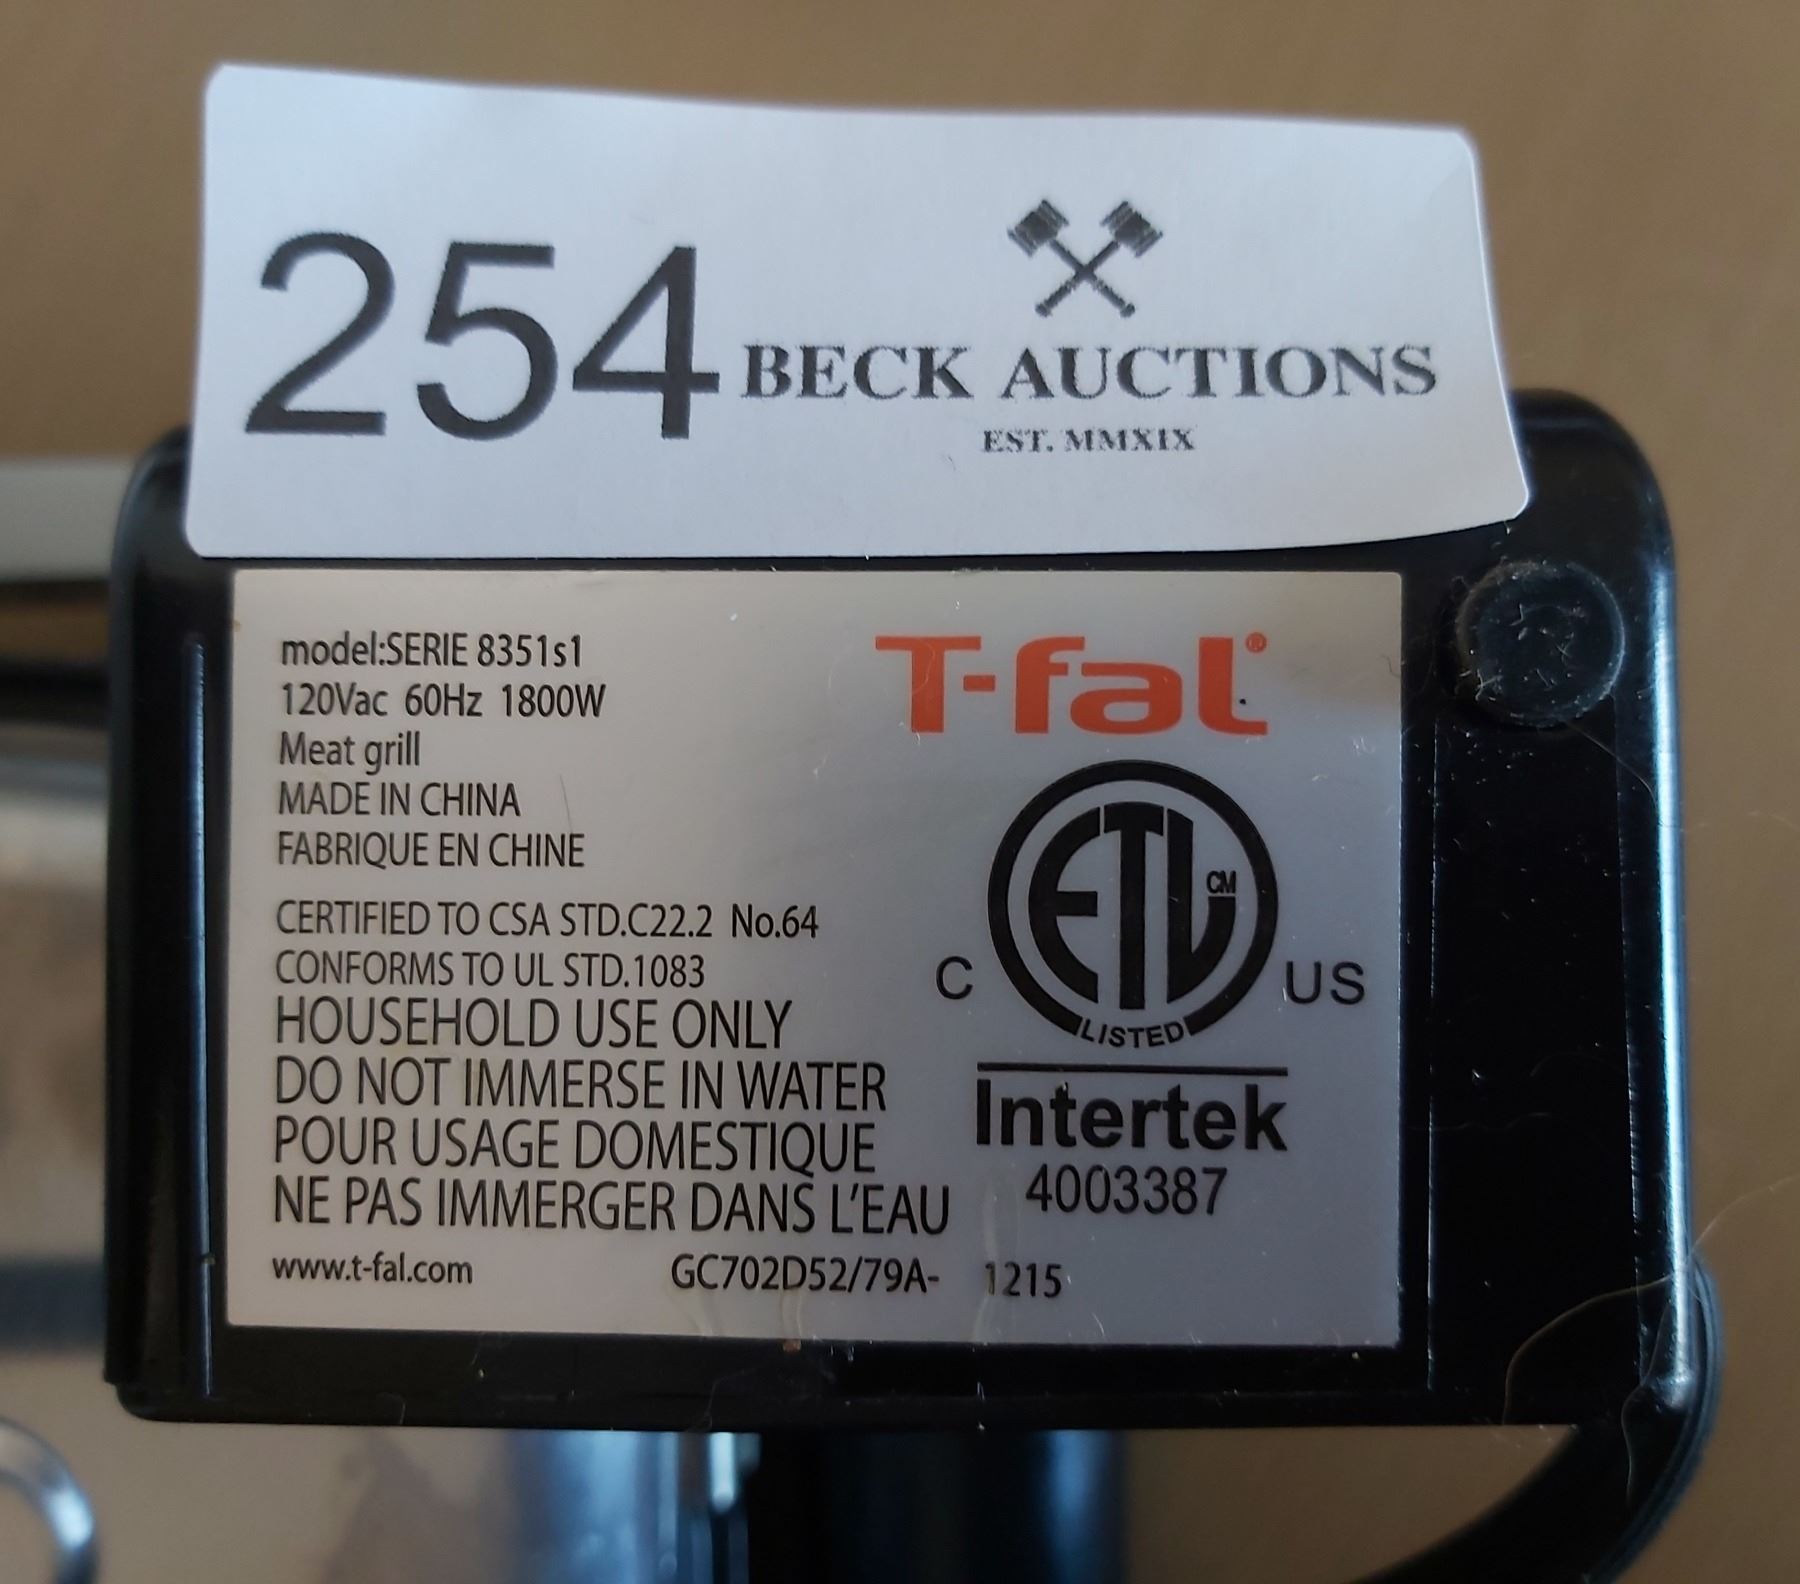 254
BECK AUCTIONS
EST. MMXIX
model:SERIE 8351s1
120Vac 60Hz 1800W
Meat grill
MADE IN CHINA
FABRIQUE EN CHINE
T-fal®
CERTIFIED TO CSA STD.C22.2 No.64
CONFORMS TO UL STD.1083
HOUSEHOLD USE ONLY
DO NOT IMMERSE IN WATER
POUR USAGE DOMESTIQUE
NE PAS IMMERGER DANS L'EAU
www.t-fal.com GC702D52/79A- 1215
ETL CM
C US
LISTED
Intertek
4003387